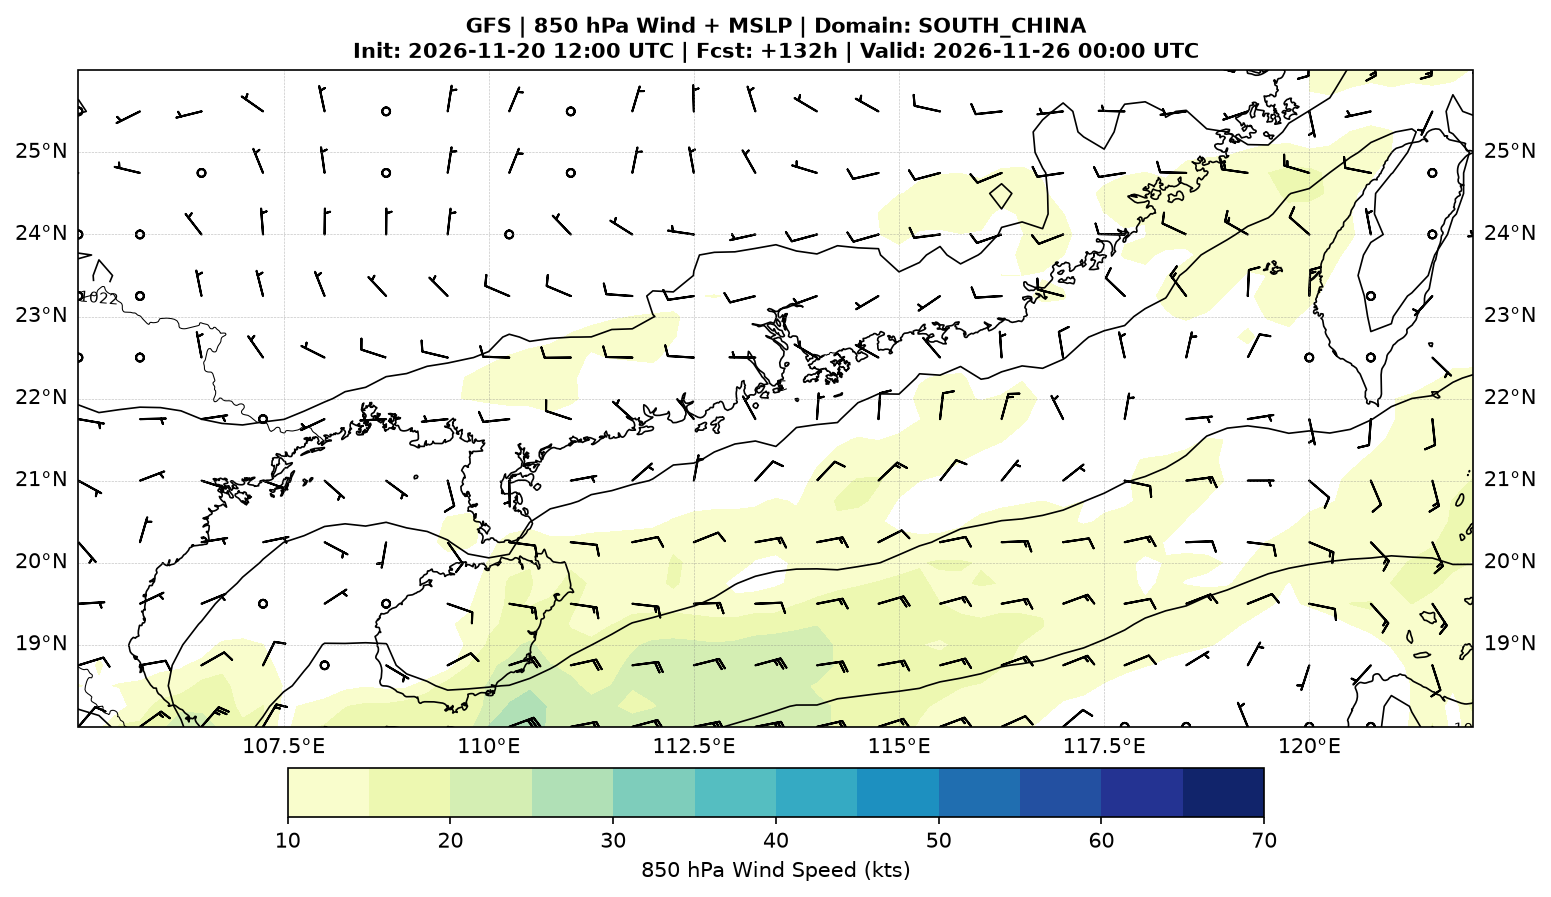 GFS | 850 hPa Wind + MSLP | Domain: SOUTH_CHINA
Init: 2026-11-20 12:00 UTC | Fcst: +132h | Valid: 2026-11-26 00:00 UTC
25°N
25°N
24°N
24°N
1022
23°N
23°N
22°N
22°N
21°N
21°N
20°N
20°N
19°N
19°N
107.5°E
110°E
112.5°E
115°E
117.5°E
120°E
10
20
30
40
50
60
70
850 hPa Wind Speed (kts)